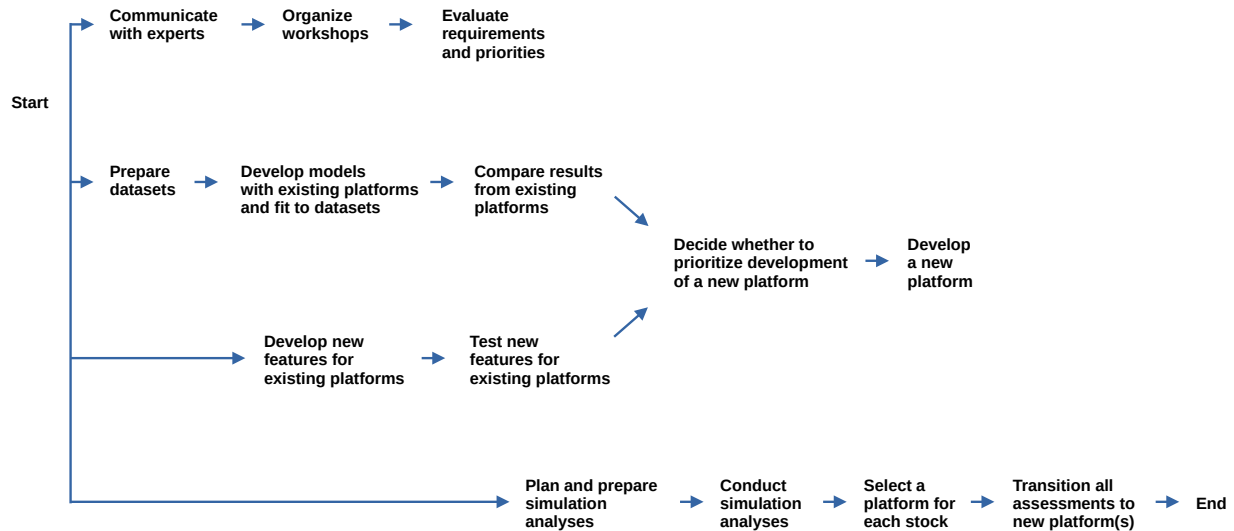 Communicate
with experts
Organize
workshops
Evaluate
requirements
and priorities
Start
Prepare
datasets
Develop models
with existing platforms
and fit to datasets
Compare results
from existing
platforms
Decide whether to
prioritize development
of a new platform
Develop
a new
platform
Develop new
features for
existing platforms
Test new
features for
existing platforms
Plan and prepare
simulation
analyses
Conduct
simulation
analyses
Select a
platform for
each stock
Transition all
assessments to
new platform(s)
End